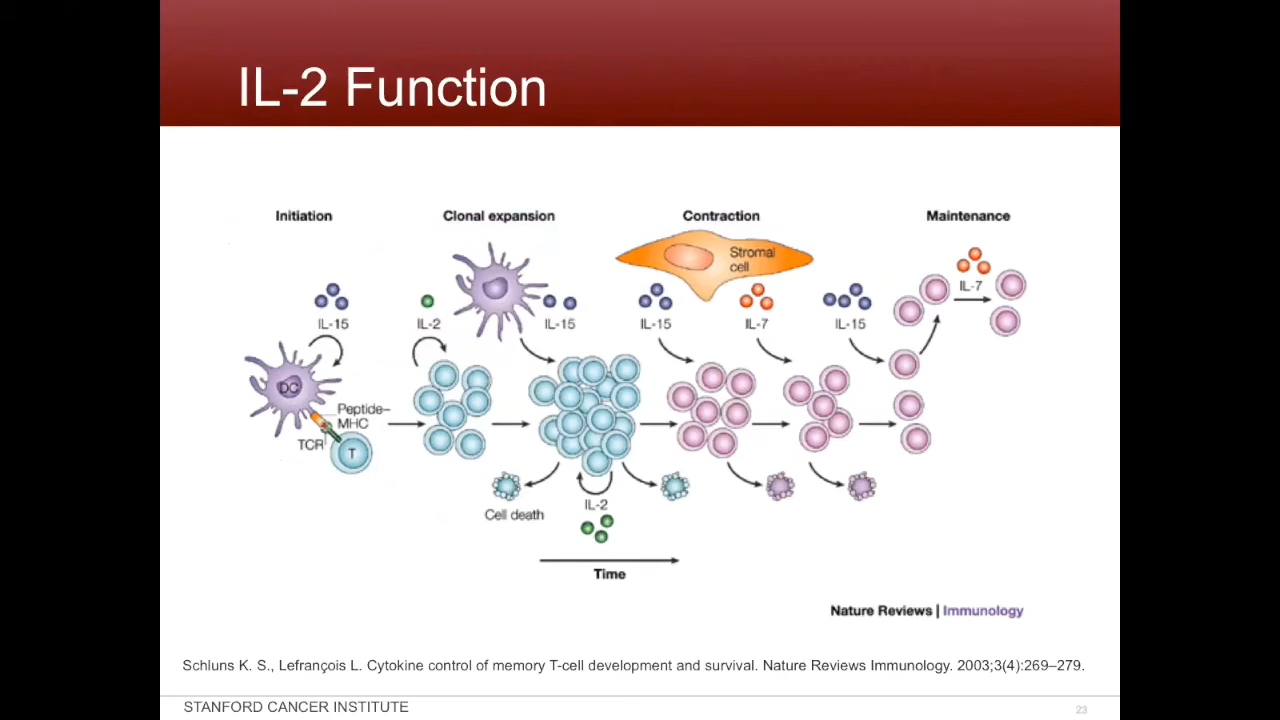 IL-2 Function
Initiation
Clonal expansion
Contraction
Maintenance
Stromal
cell
IL-7
IL-15
IL-2
IL-15
IL-15
IL-7
IL-15
DC
Peptide–
MHC
TCR
T
IL-2
Cell death
Time
Nature Reviews | Immunology
Schluns K. S., Lefrançois L. Cytokine control of memory T-cell development and survival. Nature Reviews Immunology. 2003;3(4):269–279.
STANFORD CANCER INSTITUTE
23